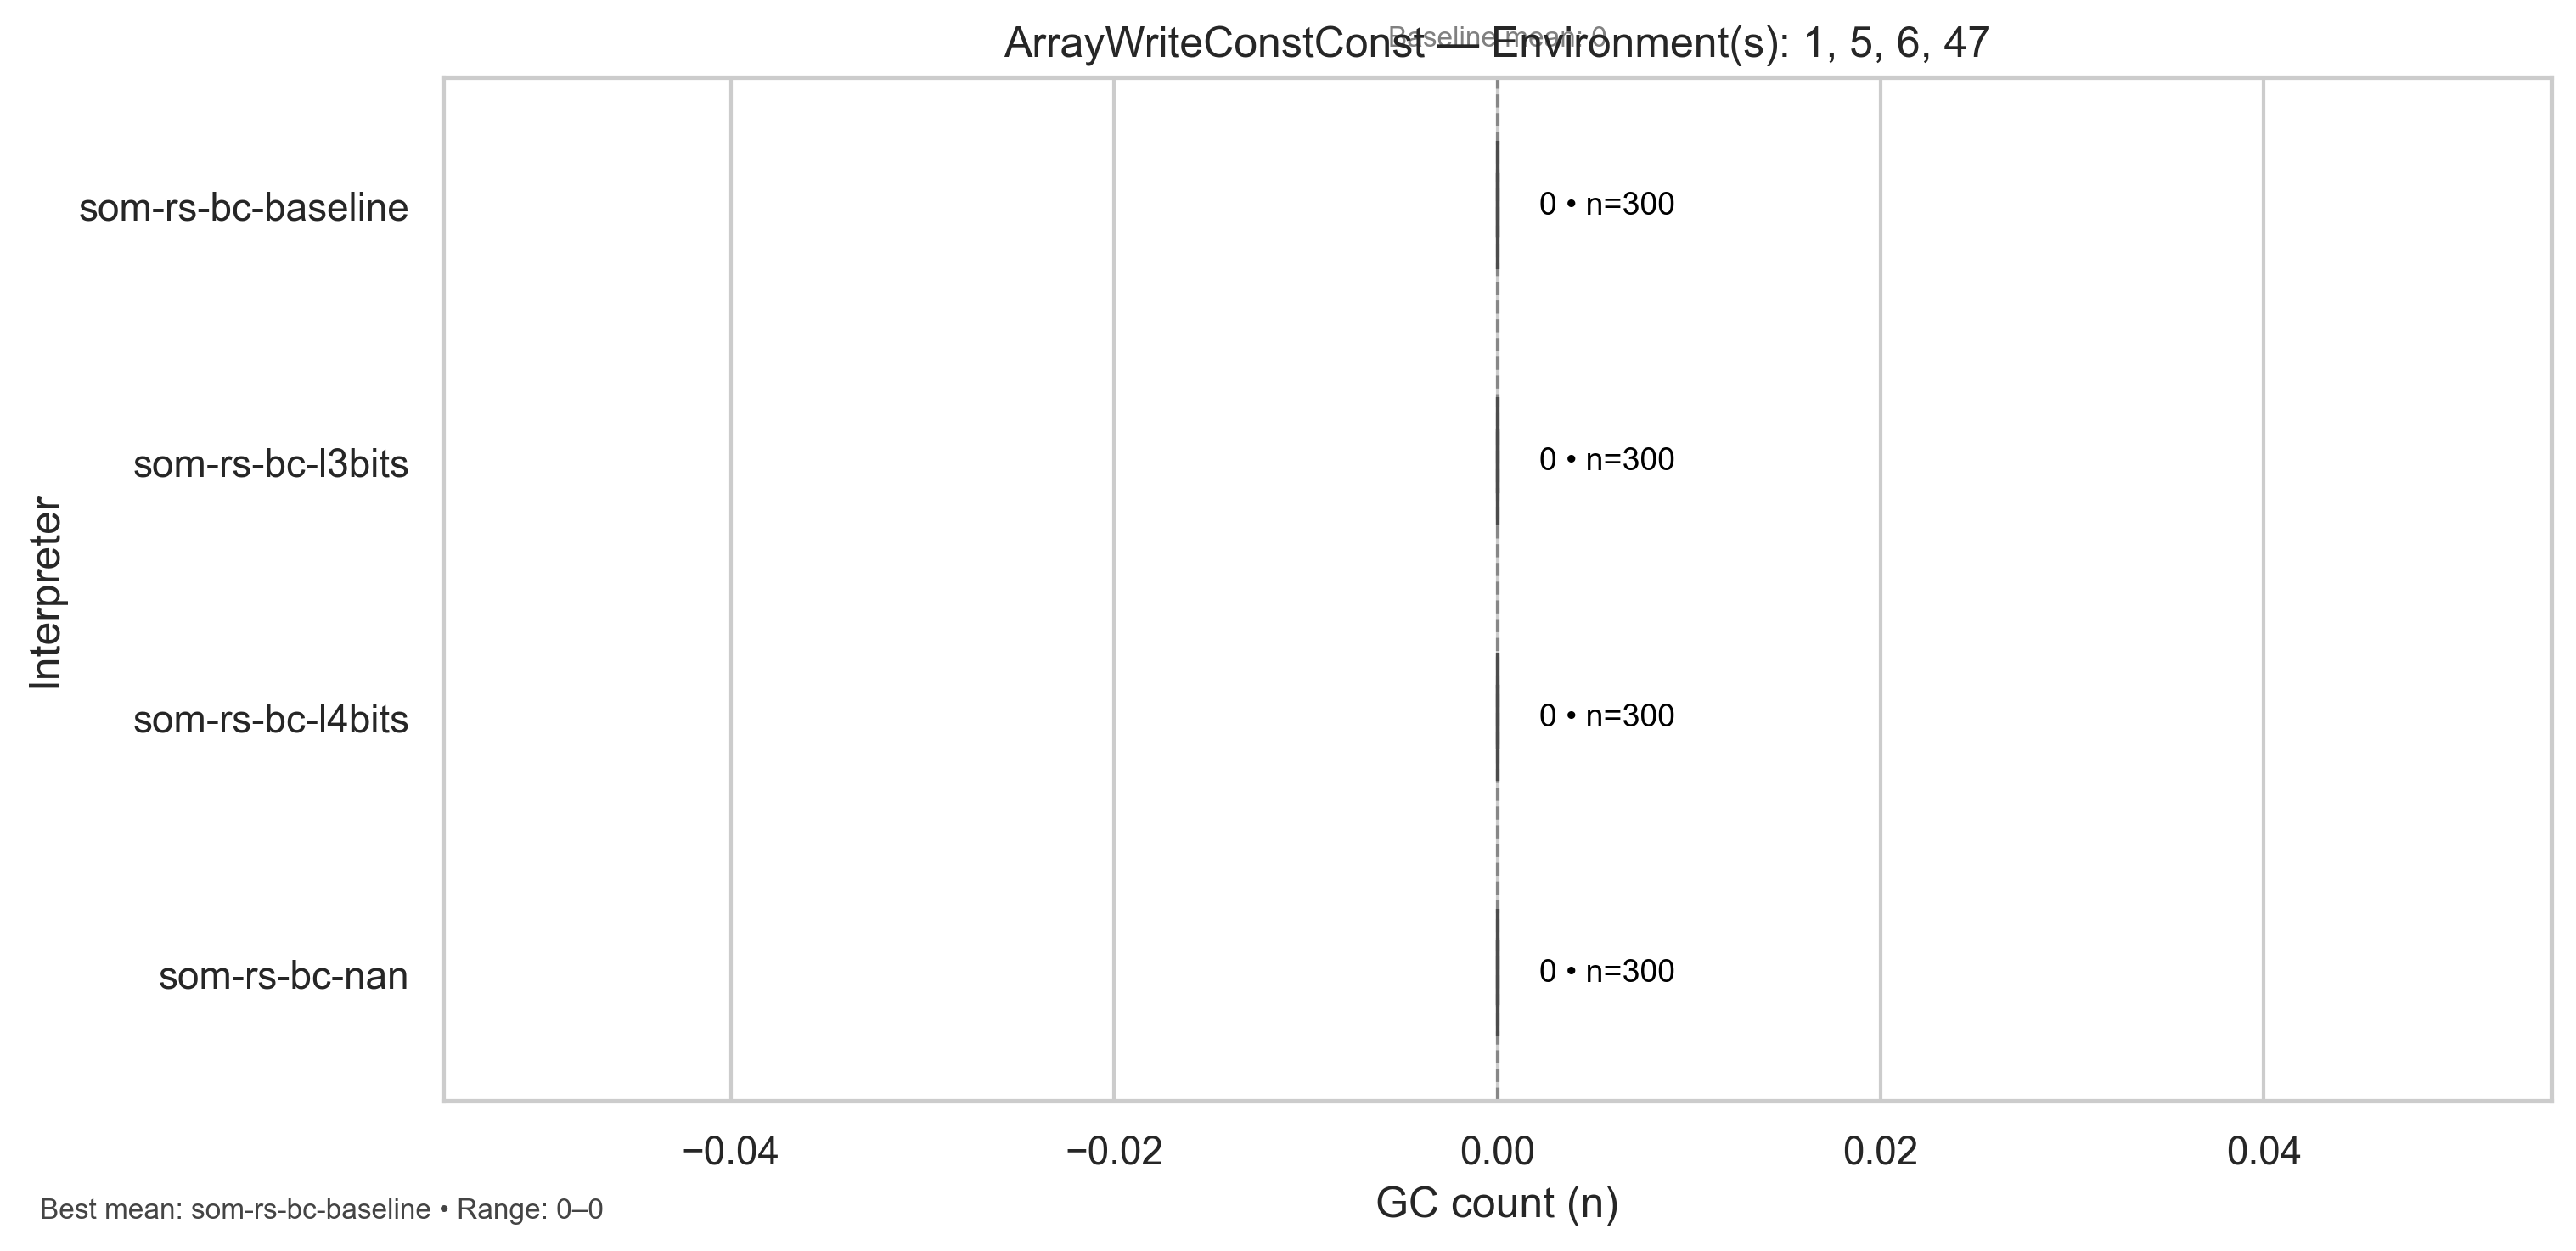 Baseline mean: 0
ArrayWriteConstConst — Environment(s): 1, 5, 6, 47
som-rs-bc-baseline
0 • n=300
som-rs-bc-l3bits
0 • n=300
som-rs-bc-l4bits
0 • n=300
som-rs-bc-nan
0 • n=300
Interpreter
−0.04
−0.02
0.00
0.02
0.04
GC count (n)
Best mean: som-rs-bc-baseline • Range: 0–0